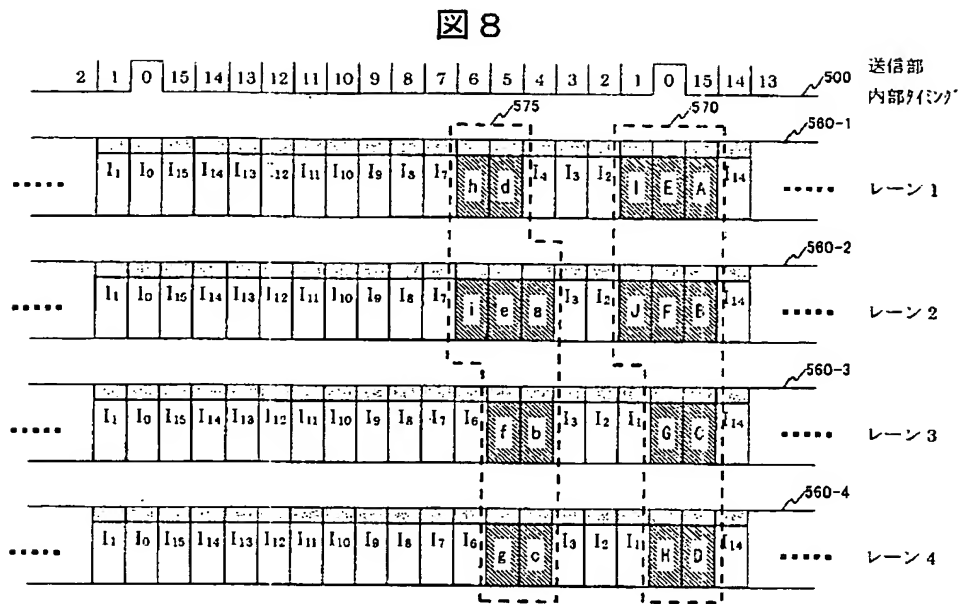 図8
2 1 0 15 14 13 12 11 10 9 8 7 6 5 4 3 2 1 0 15 14 13
500
送信部
内部タイミング
575
570
560-1
I1 I0 I15 I14 I13 I12 I11 I10 I9 I8 I7 h d I4 I3 I2 I E A I14
レーン1
560-2
I1 I0 I15 I14 I13 I12 I11 I10 I9 I8 I7 i e a I3 I2 J F B I14
レーン2
560-3
I1 I0 I15 I14 I13 I12 I11 I10 I9 I8 I7 I6 f b I3 I2 I1 G C I14
レーン3
560-4
I1 I0 I15 I14 I13 I12 I11 I10 I9 I8 I7 I6 g c I3 I2 I1 H D I14
レーン4